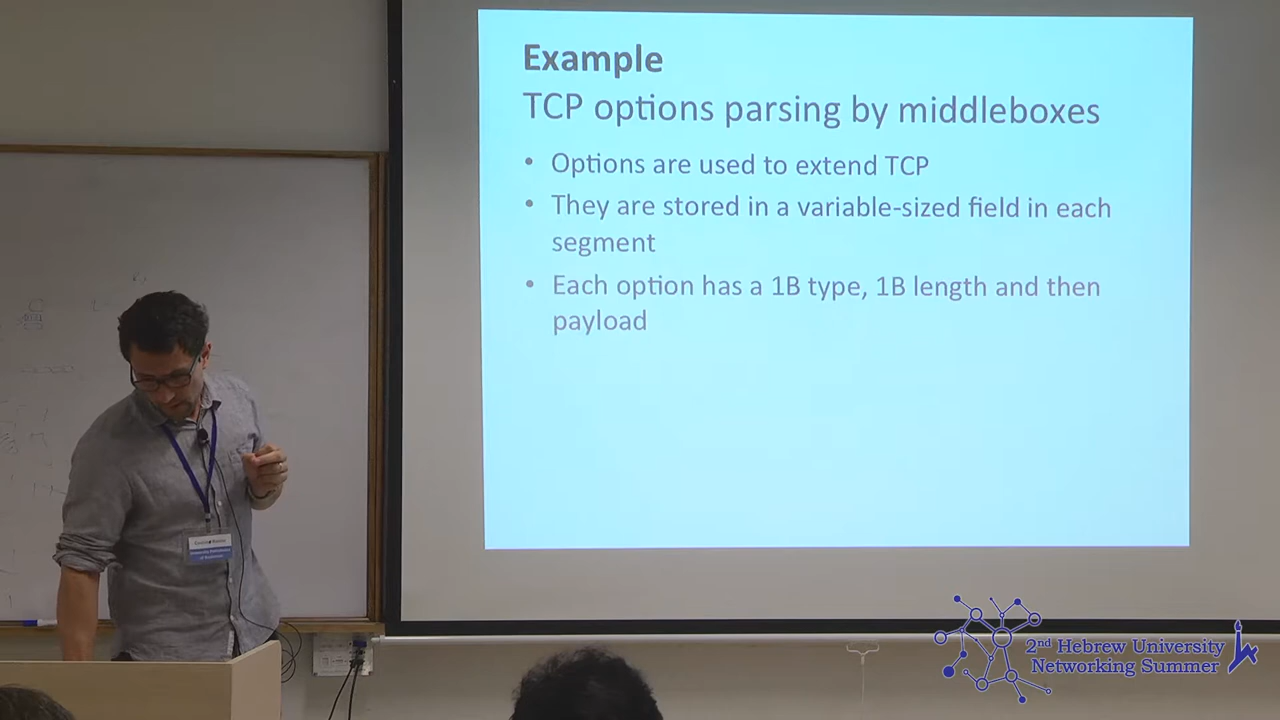 Example
TCP options parsing by middleboxes
• Options are used to extend TCP
• They are stored in a variable-sized field in each
segment
• Each option has a 1B type, 1B length and then
payload
2nd Hebrew University
Networking Summer